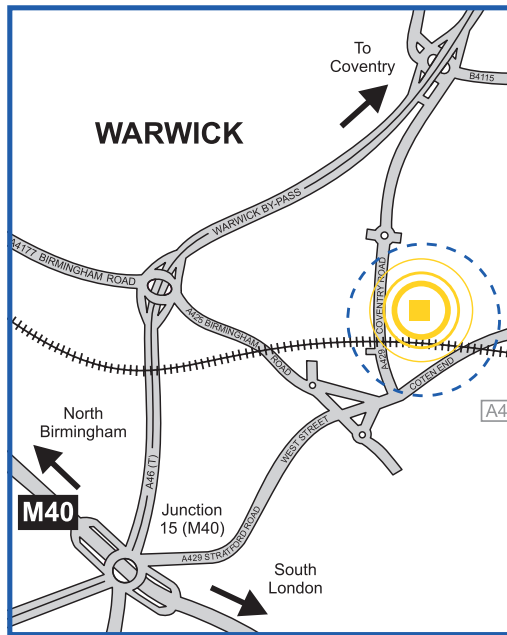 To
Coventry
B4115
WARWICK
WARWICK BY-PASS
A4177 BIRMINGHAM ROAD
A429 COVENTRY ROAD
A425 BIRMINGHAM ROAD
COTEN END
A4
North
Birmingham
WEST STREET
A46 (T)
M40
Junction
15 (M40)
A429 STRATFORD ROAD
South
London